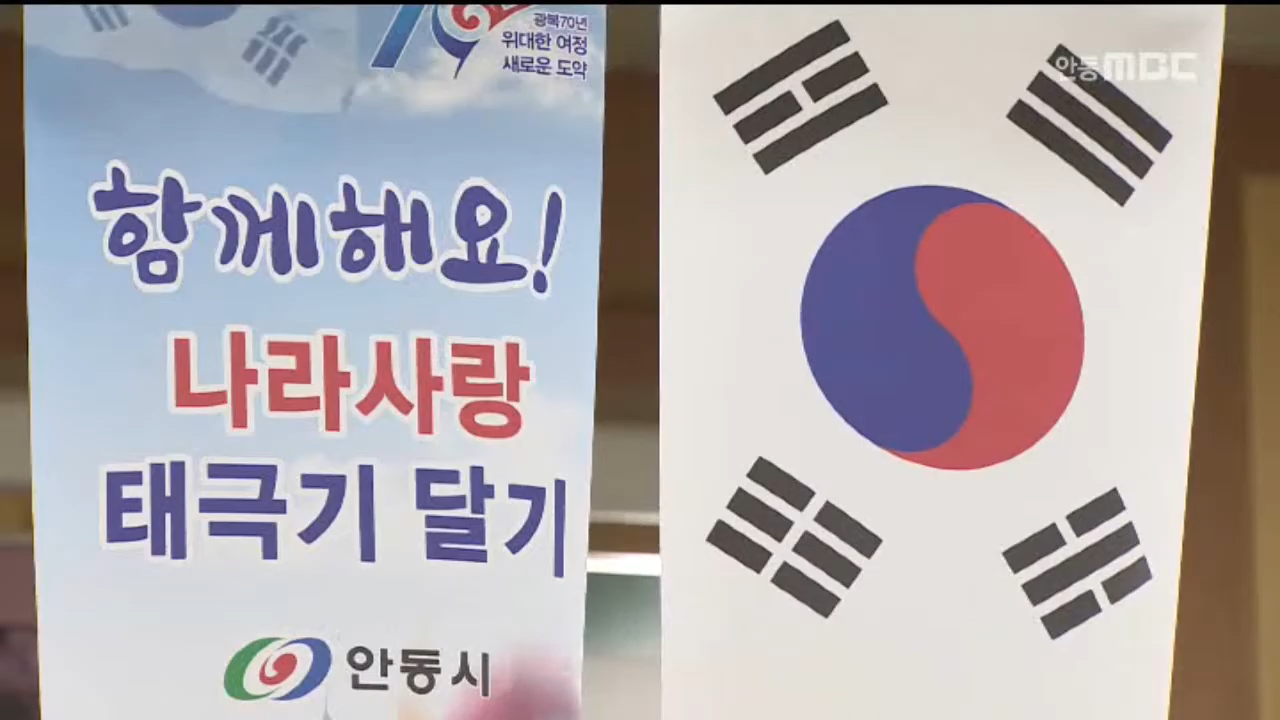 광복70년
위대한 여정
새로운 도약
함께해요!
나라사랑
태극기 달기
안동시
안동MBC